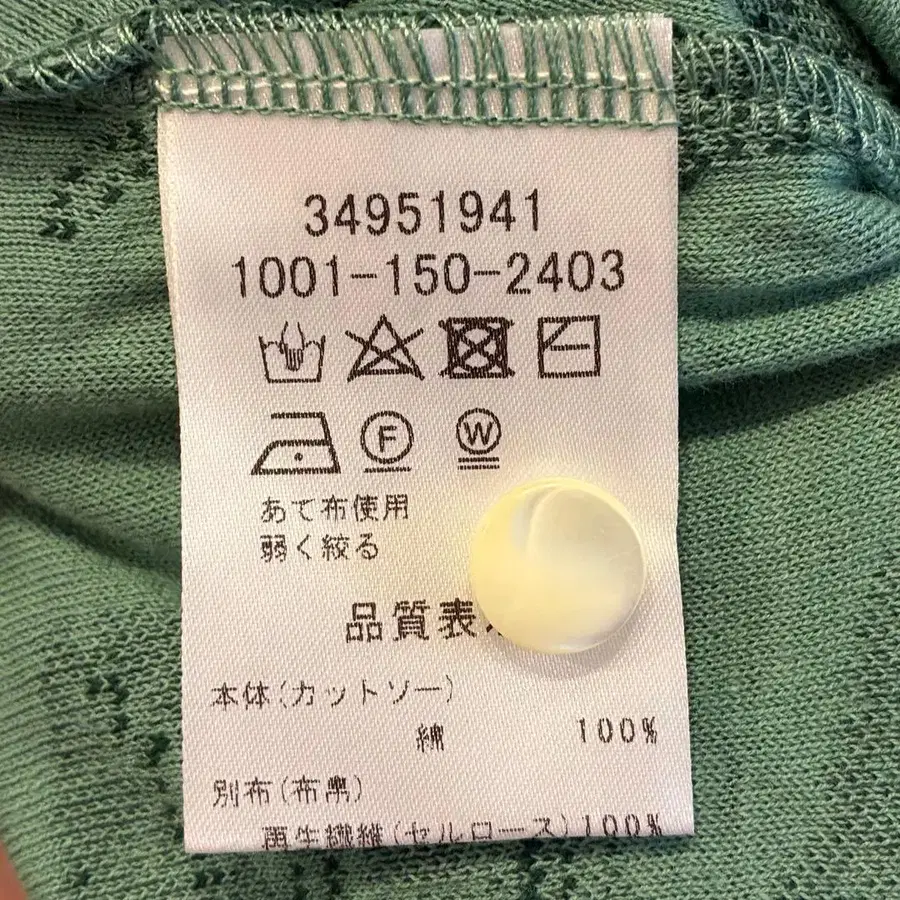 34951941
1001-150-2403
F W
あて布使用
弱く絞る
品質表
本体(カットソー)
綿 100%
別布(布帛)
再生繊維(セルロース)100%